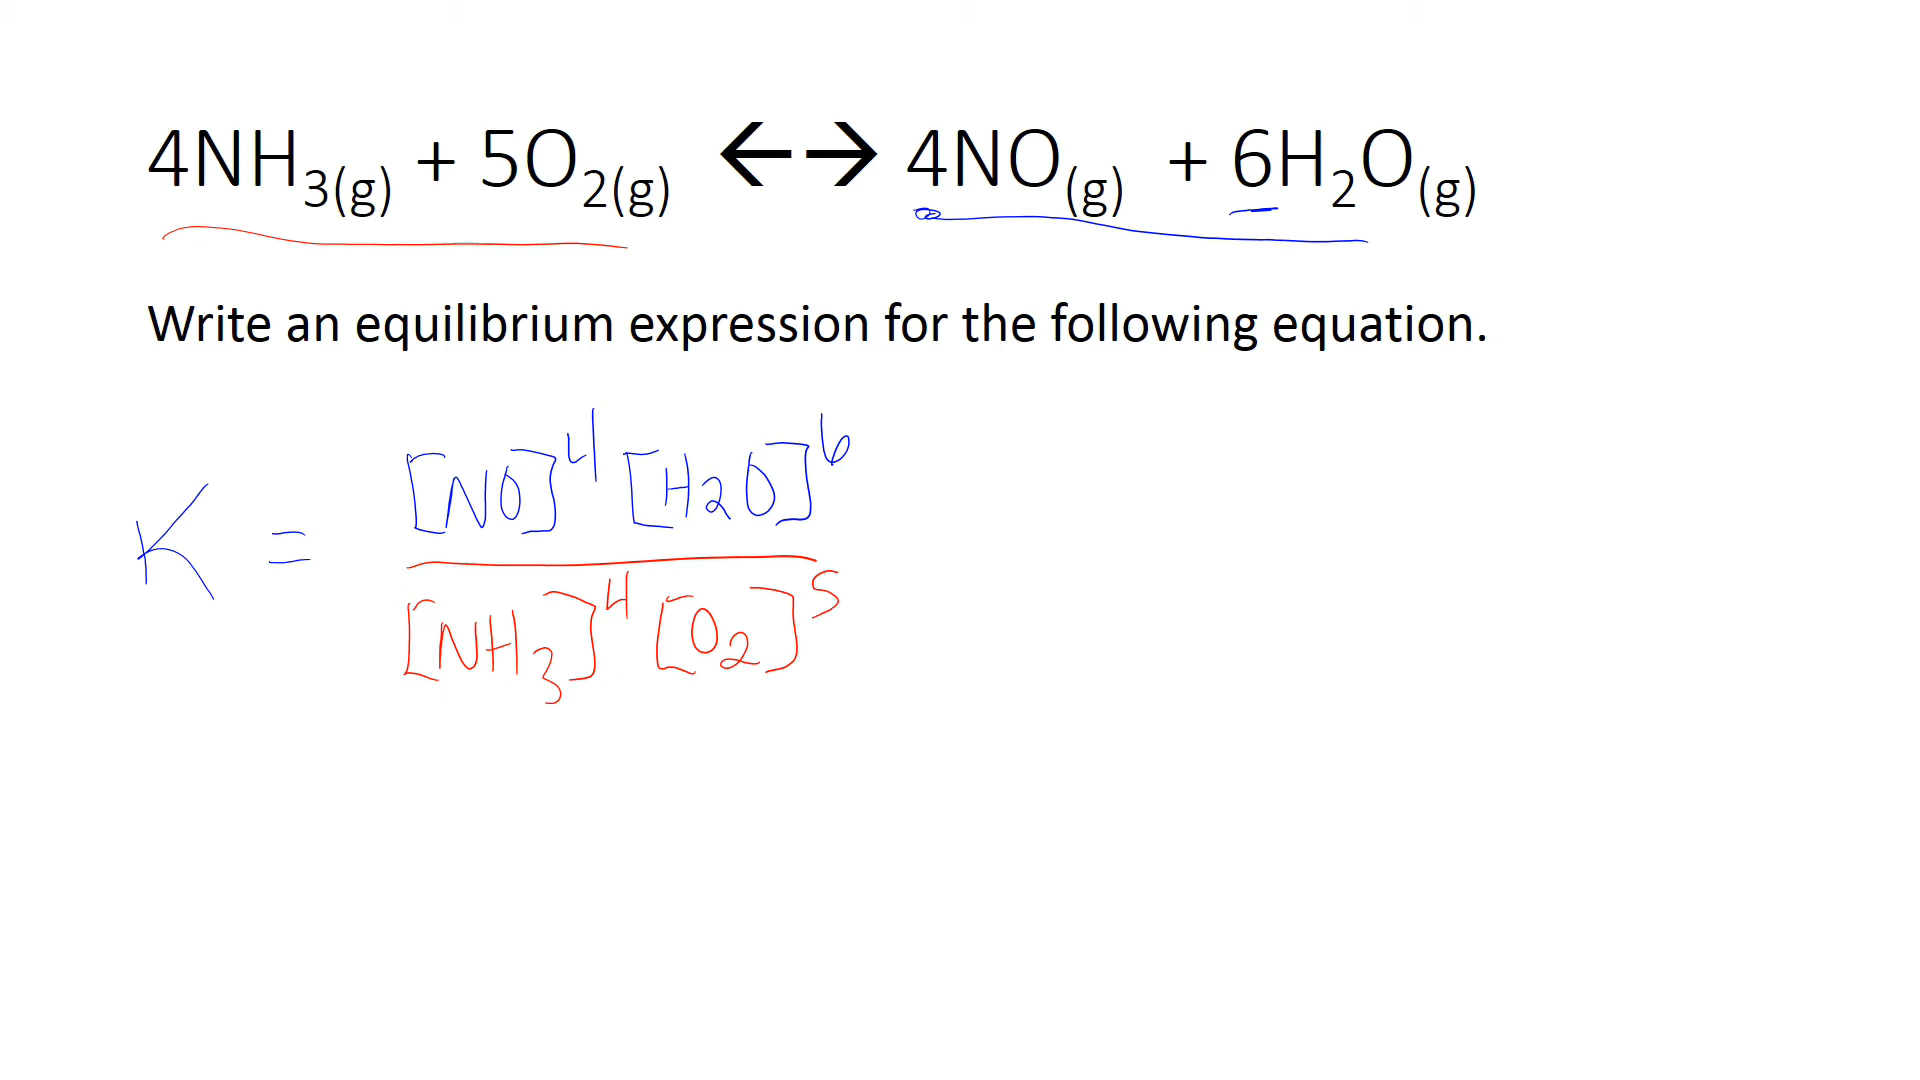 4NH₃(g) + 5O₂(g) ←→ 4NO(g) + 6H₂O(g)
Write an equilibrium expression for the following equation.
K = [NO]⁴ [H2O]⁶
[NH₃]⁴ [O₂]⁵